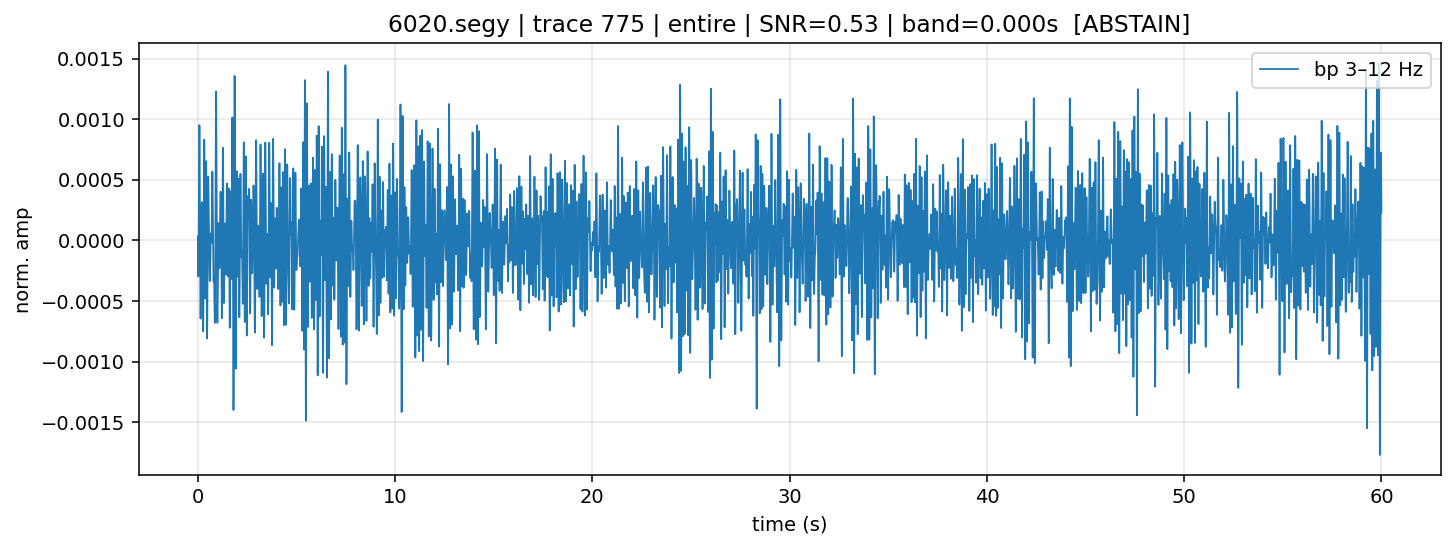 6020.segy | trace 775 | entire | SNR=0.53 | band=0.000s  [ABSTAIN]
bp 3–12 Hz
norm. amp
0.0015
0.0010
0.0005
0.0000
−0.0005
−0.0010
−0.0015
0 10 20 30 40 50 60
time (s)